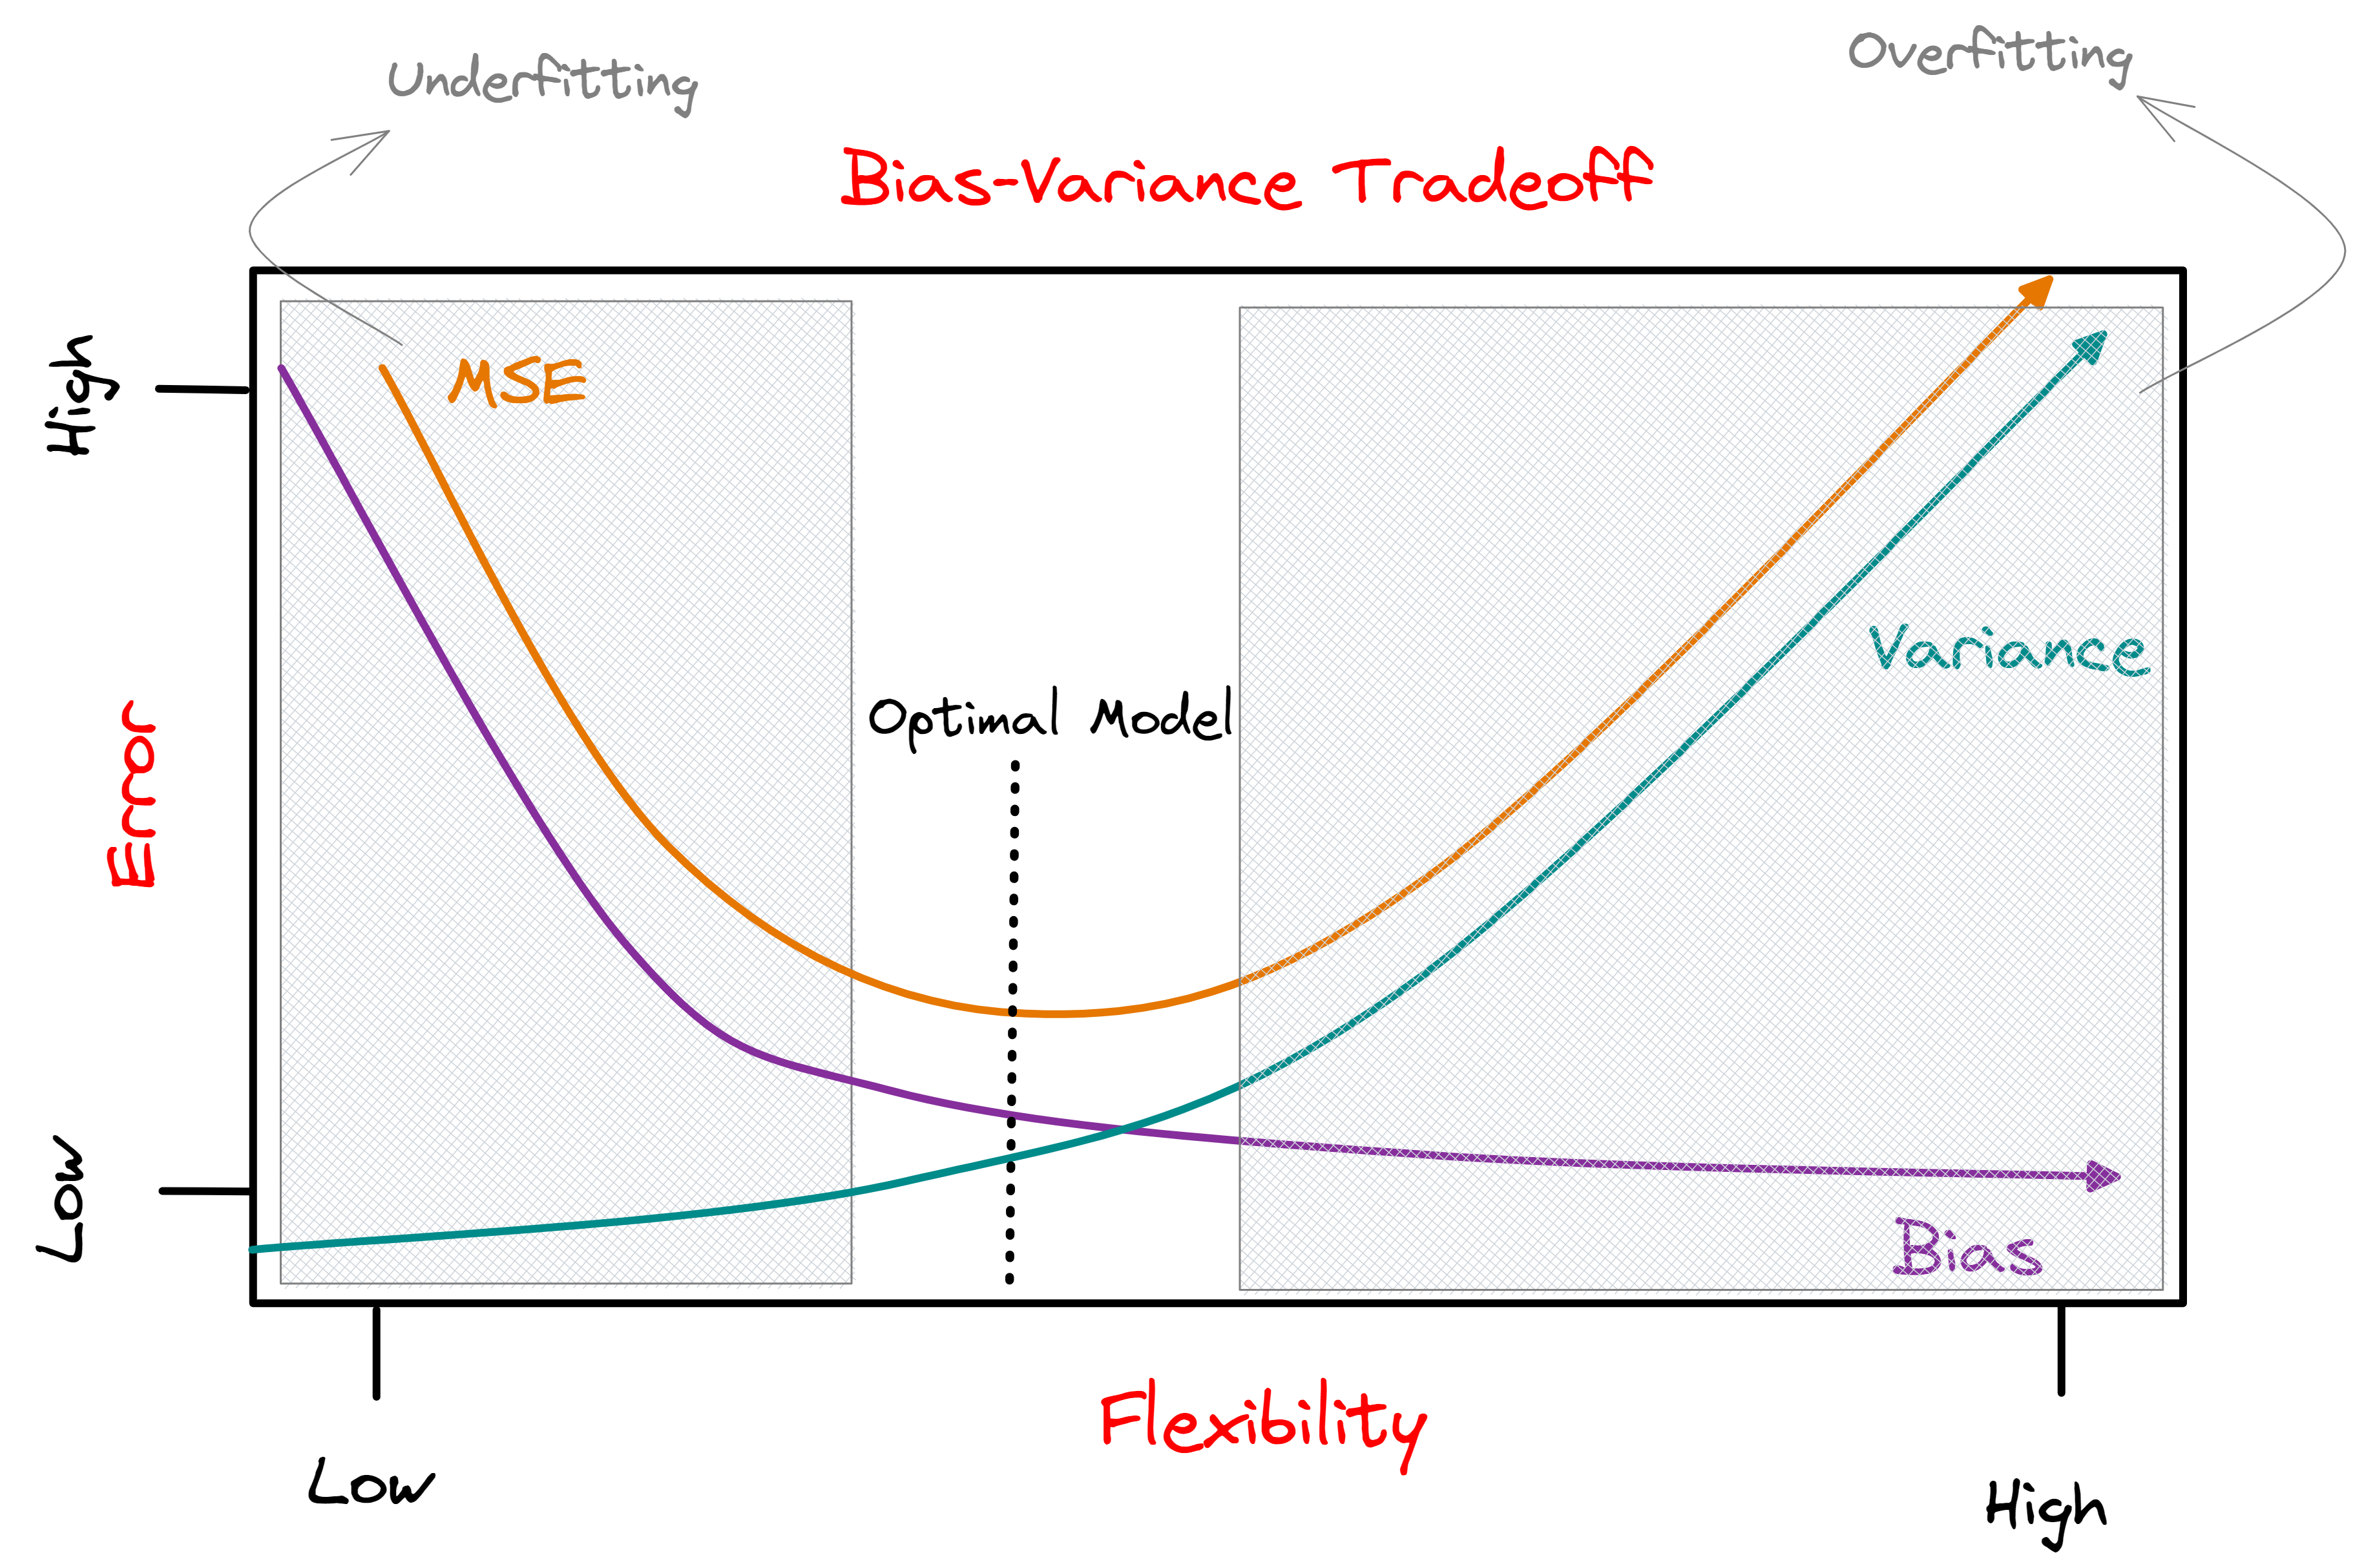 Underfitting
Overfitting
Bias-Variance Tradeoff
High
MSE
Variance
Optimal Model
Error
Low
Bias
Flexibility
Low
High